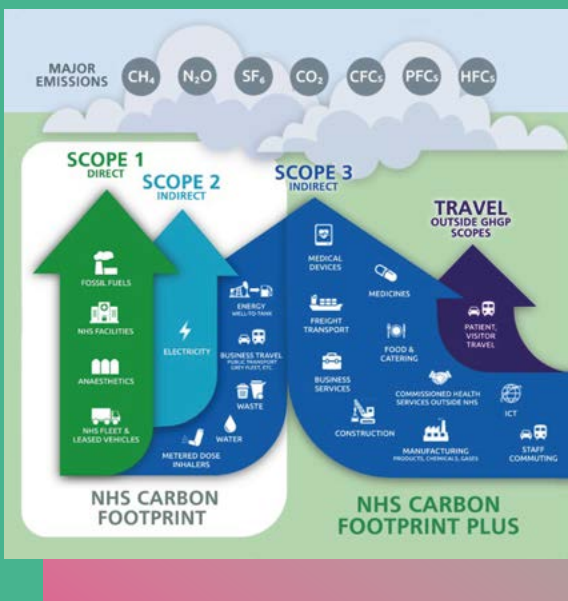 MAJOR
EMISSIONS
CH₄
N₂O
SF₆
CO₂
CFCs
PFCs
HFCs
SCOPE 1
DIRECT
SCOPE 2
INDIRECT
SCOPE 3
INDIRECT
TRAVEL
OUTSIDE GHGP
SCOPES
FOSSIL FUELS
NHS FACILITIES
ANAESTHETICS
NHS FLEET &
LEASED VEHICLES
ELECTRICITY
ENERGY
WELL-TO-TANK
BUSINESS TRAVEL
PUBLIC TRANSPORT
GREY FLEET, ETC.
WASTE
WATER
METERED DOSE
INHALERS
MEDICAL
DEVICES
MEDICINES
FREIGHT
TRANSPORT
FOOD &
CATERING
BUSINESS
SERVICES
COMMISSIONED HEALTH
SERVICES OUTSIDE NHS
ICT
CONSTRUCTION
MANUFACTURING
PRODUCTS, CHEMICALS, GASES
STAFF
COMMUTING
PATIENT,
VISITOR
TRAVEL
NHS CARBON
FOOTPRINT
NHS CARBON
FOOTPRINT PLUS